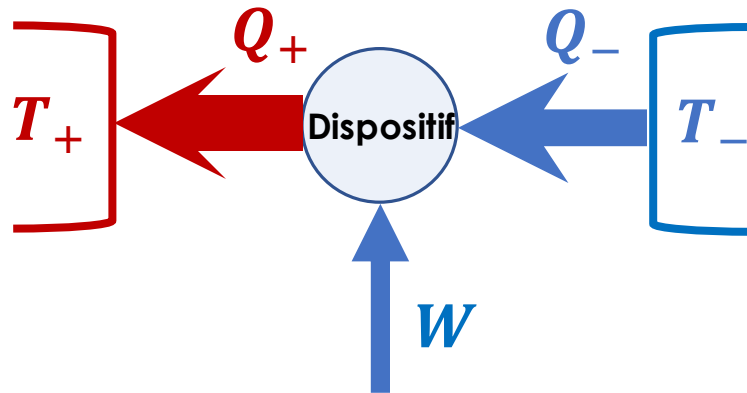 Q₊
Q₋
T₊
Dispositif
T₋
W